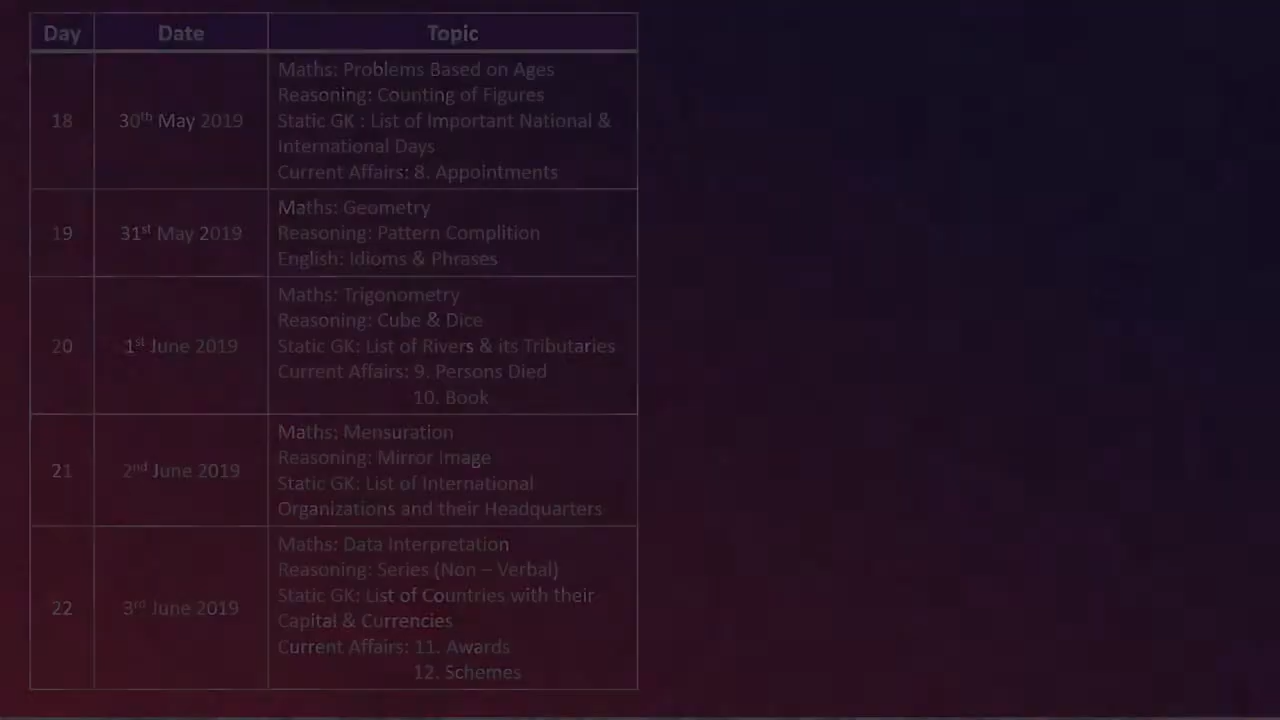 Day Date Topic
18 30th May 2019
Maths: Problems Based on Ages
Reasoning: Counting of Figures
Static GK : List of Important National &
International Days
Current Affairs: 8. Appointments
19 31st May 2019
Maths: Geometry
Reasoning: Pattern Complition
English: Idioms & Phrases
20 1st June 2019
Maths: Trigonometry
Reasoning: Cube & Dice
Static GK: List of Rivers & its Tributaries
Current Affairs: 9. Persons Died
10. Book
21 2nd June 2019
Maths: Mensuration
Reasoning: Mirror Image
Static GK: List of International
Organizations and their Headquarters
22 3rd June 2019
Maths: Data Interpretation
Reasoning: Series (Non – Verbal)
Static GK: List of Countries with their
Capital & Currencies
Current Affairs: 11. Awards
12. Schemes